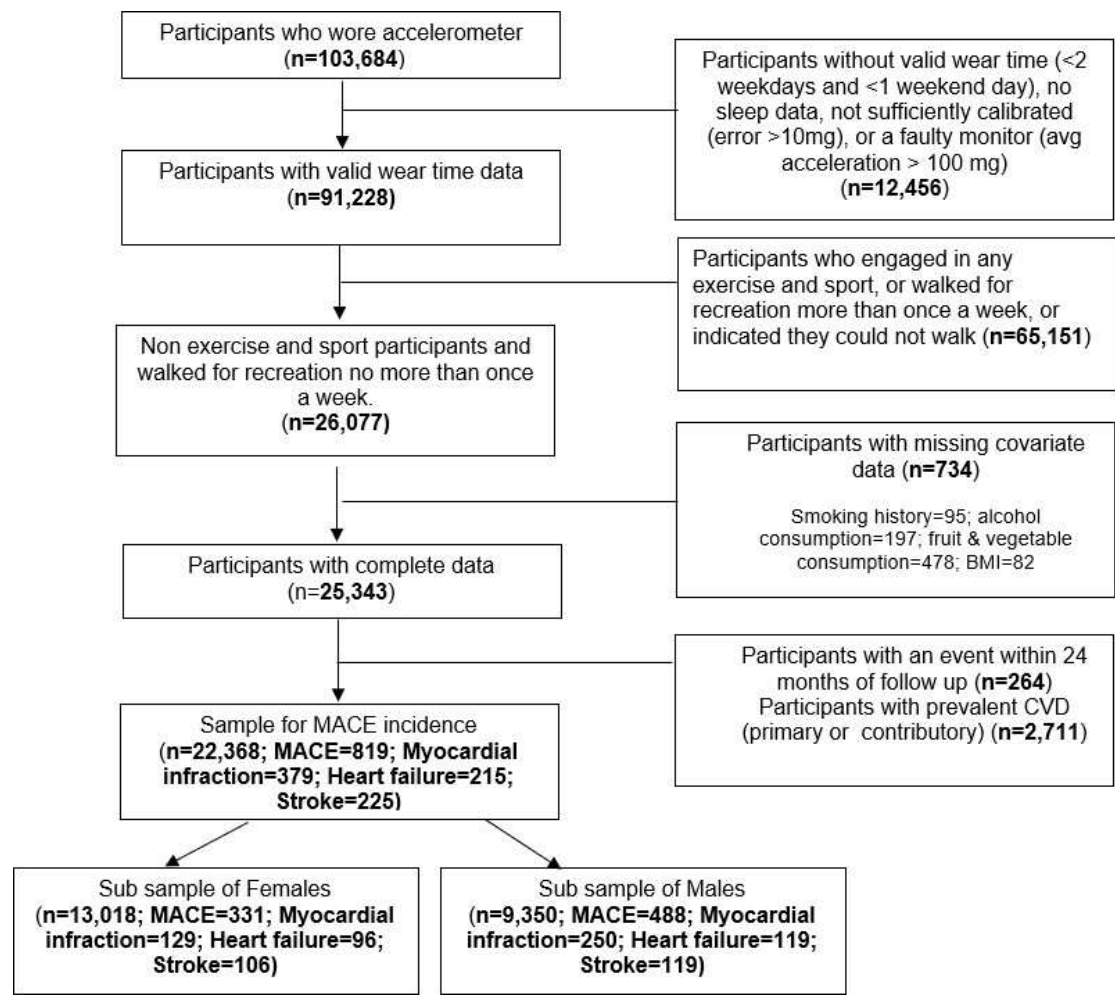 Participants who wore accelerometer
(n=103,684)
Participants without valid wear time (<2
weekdays and <1 weekend day), no
sleep data, not sufficiently calibrated
(error >10mg), or a faulty monitor (avg
acceleration > 100 mg)
(n=12,456)
Participants with valid wear time data
(n=91,228)
Participants who engaged in any
exercise and sport, or walked for
recreation more than once a week, or
indicated they could not walk (n=65,151)
Non exercise and sport participants and
walked for recreation no more than once
a week.
(n=26,077)
Participants with missing covariate
data (n=734)
Smoking history=95; alcohol
consumption=197; fruit & vegetable
consumption=478; BMI=82
Participants with complete data
(n=25,343)
Participants with an event within 24
months of follow up (n=264)
Participants with prevalent CVD
(primary or  contributory) (n=2,711)
Sample for MACE incidence
(n=22,368; MACE=819; Myocardial
infraction=379; Heart failure=215;
Stroke=225)
Sub sample of Females
(n=13,018; MACE=331; Myocardial
infraction=129; Heart failure=96;
Stroke=106)
Sub sample of Males
(n=9,350; MACE=488; Myocardial
infraction=250; Heart failure=119;
Stroke=119)